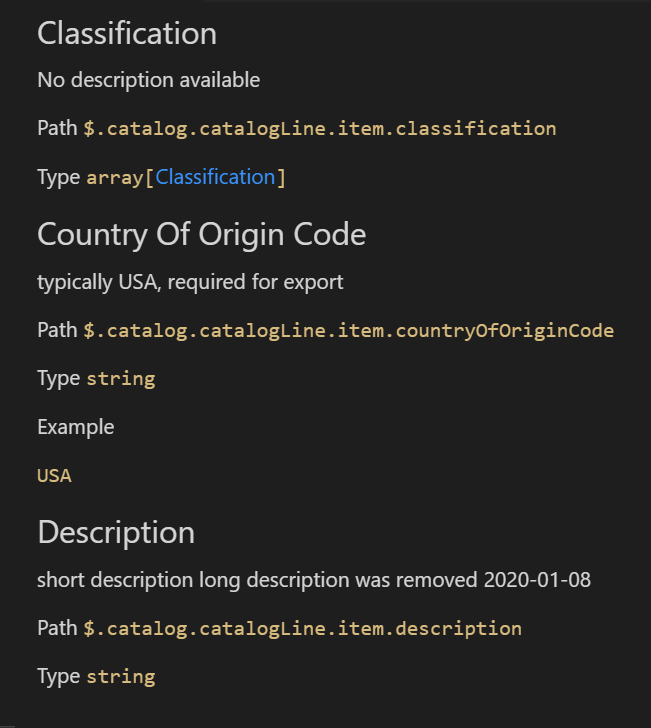 Classification
No description available
Path $.catalog.catalogLine.item.classification
Type array[Classification]
Country Of Origin Code
typically USA, required for export
Path $.catalog.catalogLine.item.countryOfOriginCode
Type string
Example
USA
Description
short description long description was removed 2020-01-08
Path $.catalog.catalogLine.item.description
Type string